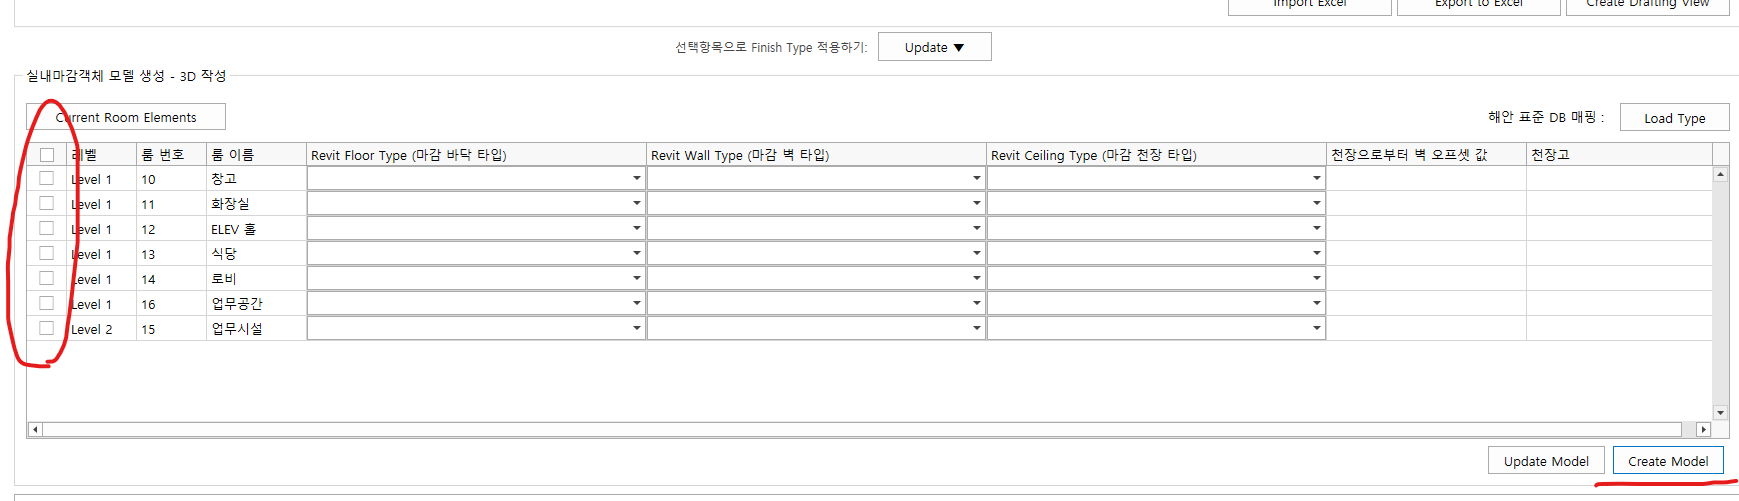 Import Excel Export to Excel Create Drafting View
선택항목으로 Finish Type 적용하기: Update ▼
실내마감객체 모델 생성 - 3D 작성
Current Room Elements 해안 표준 DB 매핑 : Load Type
레벨 룸 번호 룸 이름 Revit Floor Type (마감 바닥 타입) Revit Wall Type (마감 벽 타입) Revit Ceiling Type (마감 천장 타입) 천장으로부터 벽 오프셋 값 천장고
Level 1 10 창고
Level 1 11 화장실
Level 1 12 ELEV 홀
Level 1 13 식당
Level 1 14 로비
Level 1 16 업무공간
Level 2 15 업무시설
Update Model Create Model